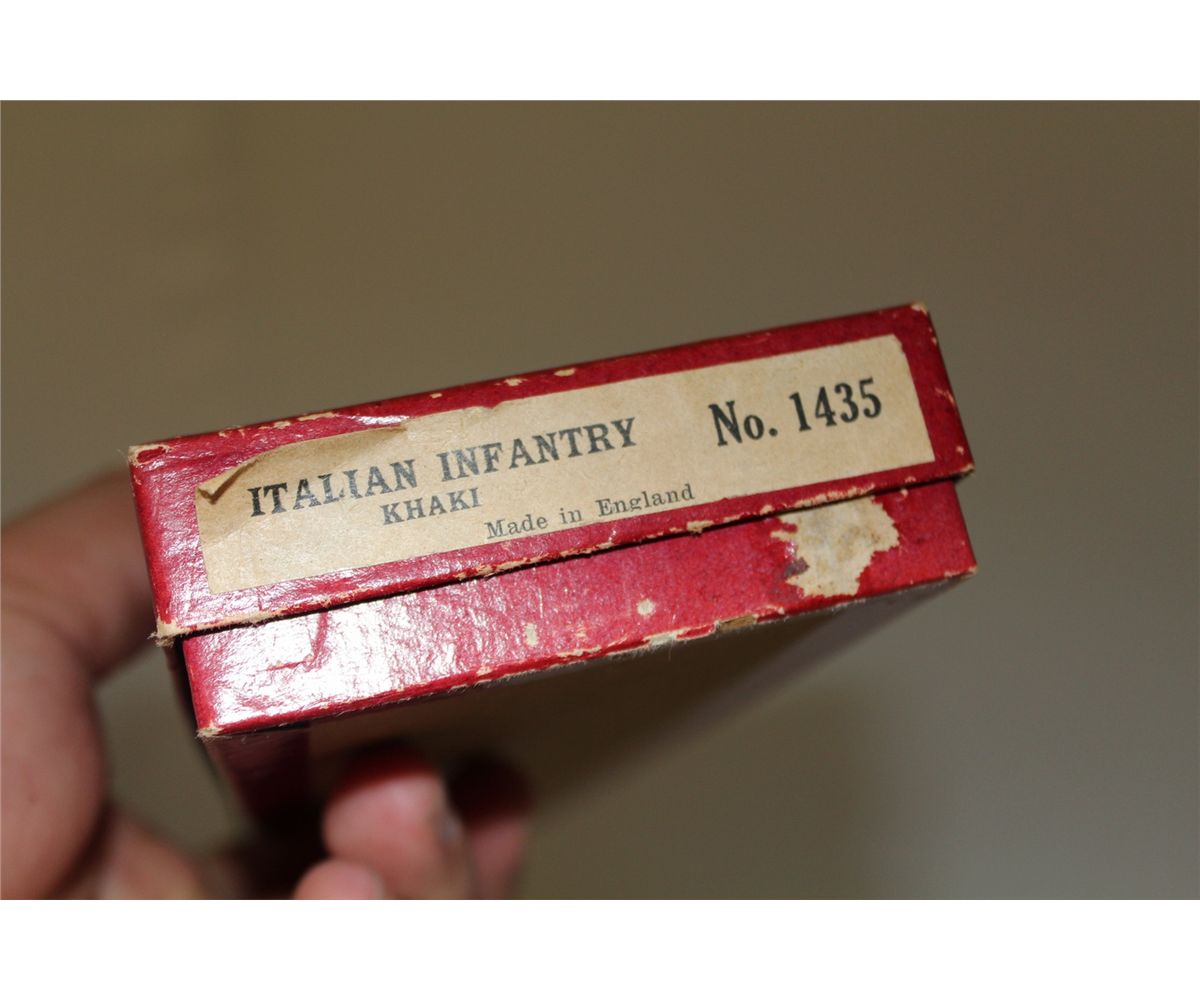 ITALIAN INFANTRY No. 1435
KHAKI
Made in England